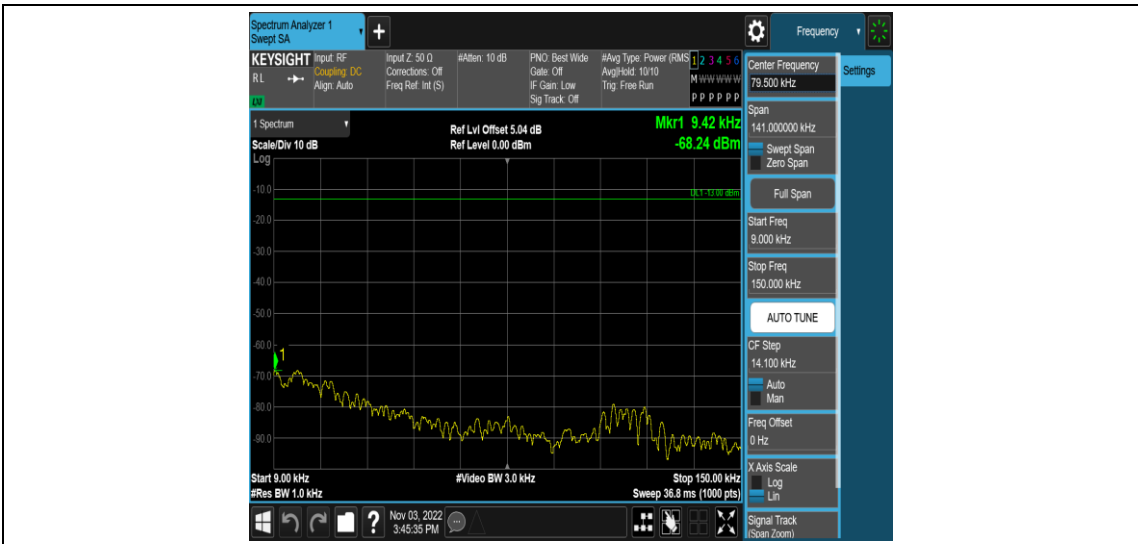 Spectrum Analyzer 1
Swept SA
+
Frequency
KEYSIGHT
RL
LXI
Input: RF
Coupling: DC
Align: Auto
Input Z: 50 Ω
Corrections: Off
Freq Ref: Int (S)
#Atten: 10 dB
PNO: Best Wide
Gate: Off
IF Gain: Low
Sig Track: Off
#Avg Type: Power (RMS
Avg|Hold: 10/10
Trig: Free Run
1 2 3 4 5 6
M W W W W W
P P P P P P
Center Frequency
79.500 kHz
Settings
Span
141.000000 kHz
Swept Span
Zero Span
Full Span
Start Freq
9.000 kHz
Stop Freq
150.000 kHz
AUTO TUNE
CF Step
14.100 kHz
Auto
Man
Freq Offset
0 Hz
X Axis Scale
Log
Lin
Signal Track
(Span Zoom)
1 Spectrum
Scale/Div 10 dB
Log
Ref Lvl Offset 5.04 dB
Ref Level 0.00 dBm
Mkr1 9.42 kHz
-68.24 dBm
DL1 -13.00 dBm
-10.0
-20.0
-30.0
-40.0
-50.0
-60.0
1
-70.0
-80.0
-90.0
Start 9.00 kHz
#Res BW 1.0 kHz
#Video BW 3.0 kHz
Stop 150.00 kHz
Sweep 36.8 ms (1000 pts)
?
Nov 03, 2022
3:45:35 PM